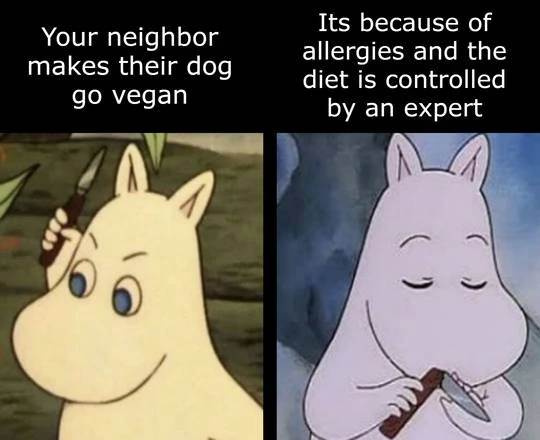 Your neighbor
makes their dog
go vegan
Its because of
allergies and the
diet is controlled
by an expert